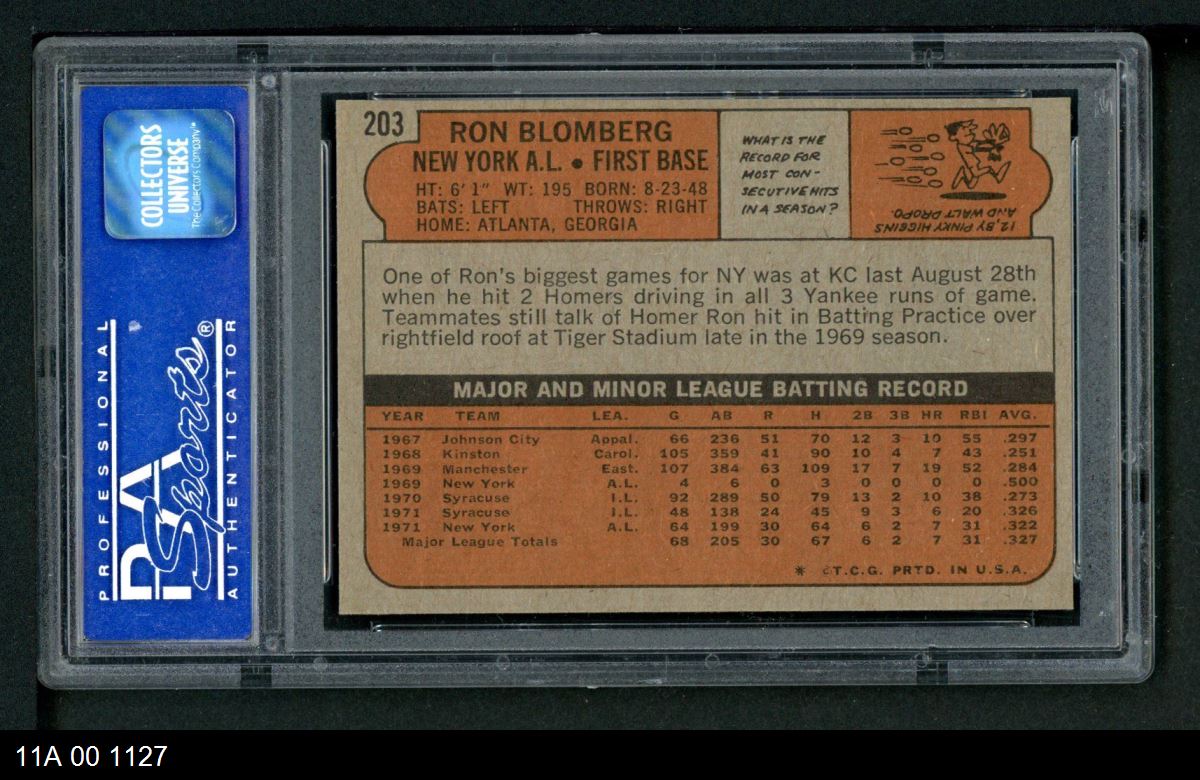 COLLECTORS
UNIVERSE
The Collectors Company™
PROFESSIONAL
PSA
Sports®
AUTHENTICATOR
203
RON BLOMBERG
NEW YORK A.L. • FIRST BASE
HT: 6' 1" WT: 195 BORN: 8-23-48
BATS: LEFT THROWS: RIGHT
HOME: ATLANTA, GEORGIA
WHAT IS THE
RECORD FOR
MOST CON-
SECUTIVE HITS
IN A SEASON?
12, BY PINKY HIGGINS
AND WALT DROPO.
One of Ron's biggest games for NY was at KC last August 28th
when he hit 2 Homers driving in all 3 Yankee runs of game.
Teammates still talk of Homer Ron hit in Batting Practice over
rightfield roof at Tiger Stadium late in the 1969 season.
MAJOR AND MINOR LEAGUE BATTING RECORD
YEAR TEAM LEA. G AB R H 2B 3B HR RBI AVG.
1967 Johnson City Appal. 66 236 51 70 12 3 10 55 .297
1968 Kinston Carol. 105 359 41 90 10 4 7 43 .251
1969 Manchester East. 107 384 63 109 17 7 19 52 .284
1969 New York A.L. 4 6 0 3 0 0 0 0 .500
1970 Syracuse I.L. 92 289 50 79 13 2 10 38 .273
1971 Syracuse I.L. 48 138 24 45 9 3 6 20 .326
1971 New York A.L. 64 199 30 64 6 2 7 31 .322
Major League Totals 68 205 30 67 6 2 7 31 .327
* ©T.C.G. PRTD. IN U.S.A.
11A 00 1127